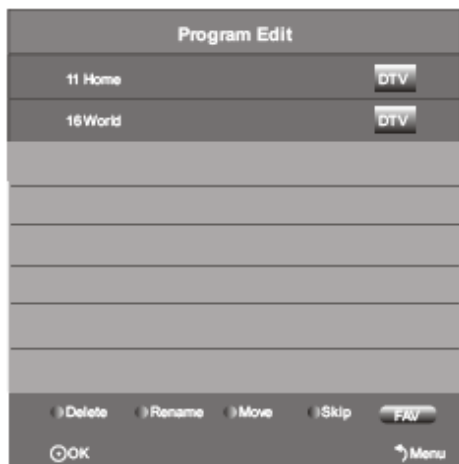 Program Edit
11 Home DTV
16 World DTV
Delete Rename Move Skip FAV
OK Menu